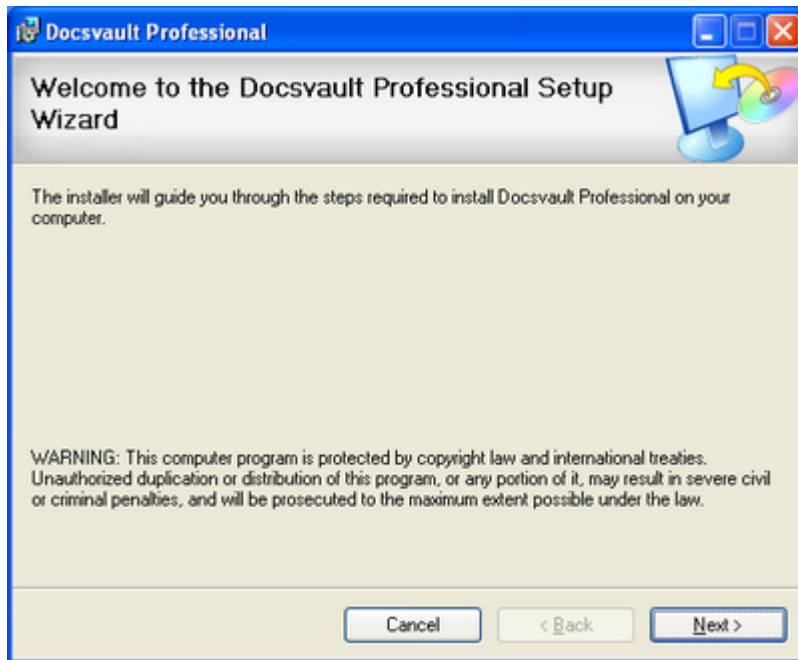 Docsvault Professional
Welcome to the Docsvault Professional Setup
Wizard
The installer will guide you through the steps required to install Docsvault Professional on your
computer.
WARNING: This computer program is protected by copyright law and international treaties.
Unauthorized duplication or distribution of this program, or any portion of it, may result in severe civil
or criminal penalties, and will be prosecuted to the maximum extent possible under the law.
Cancel < Back Next >